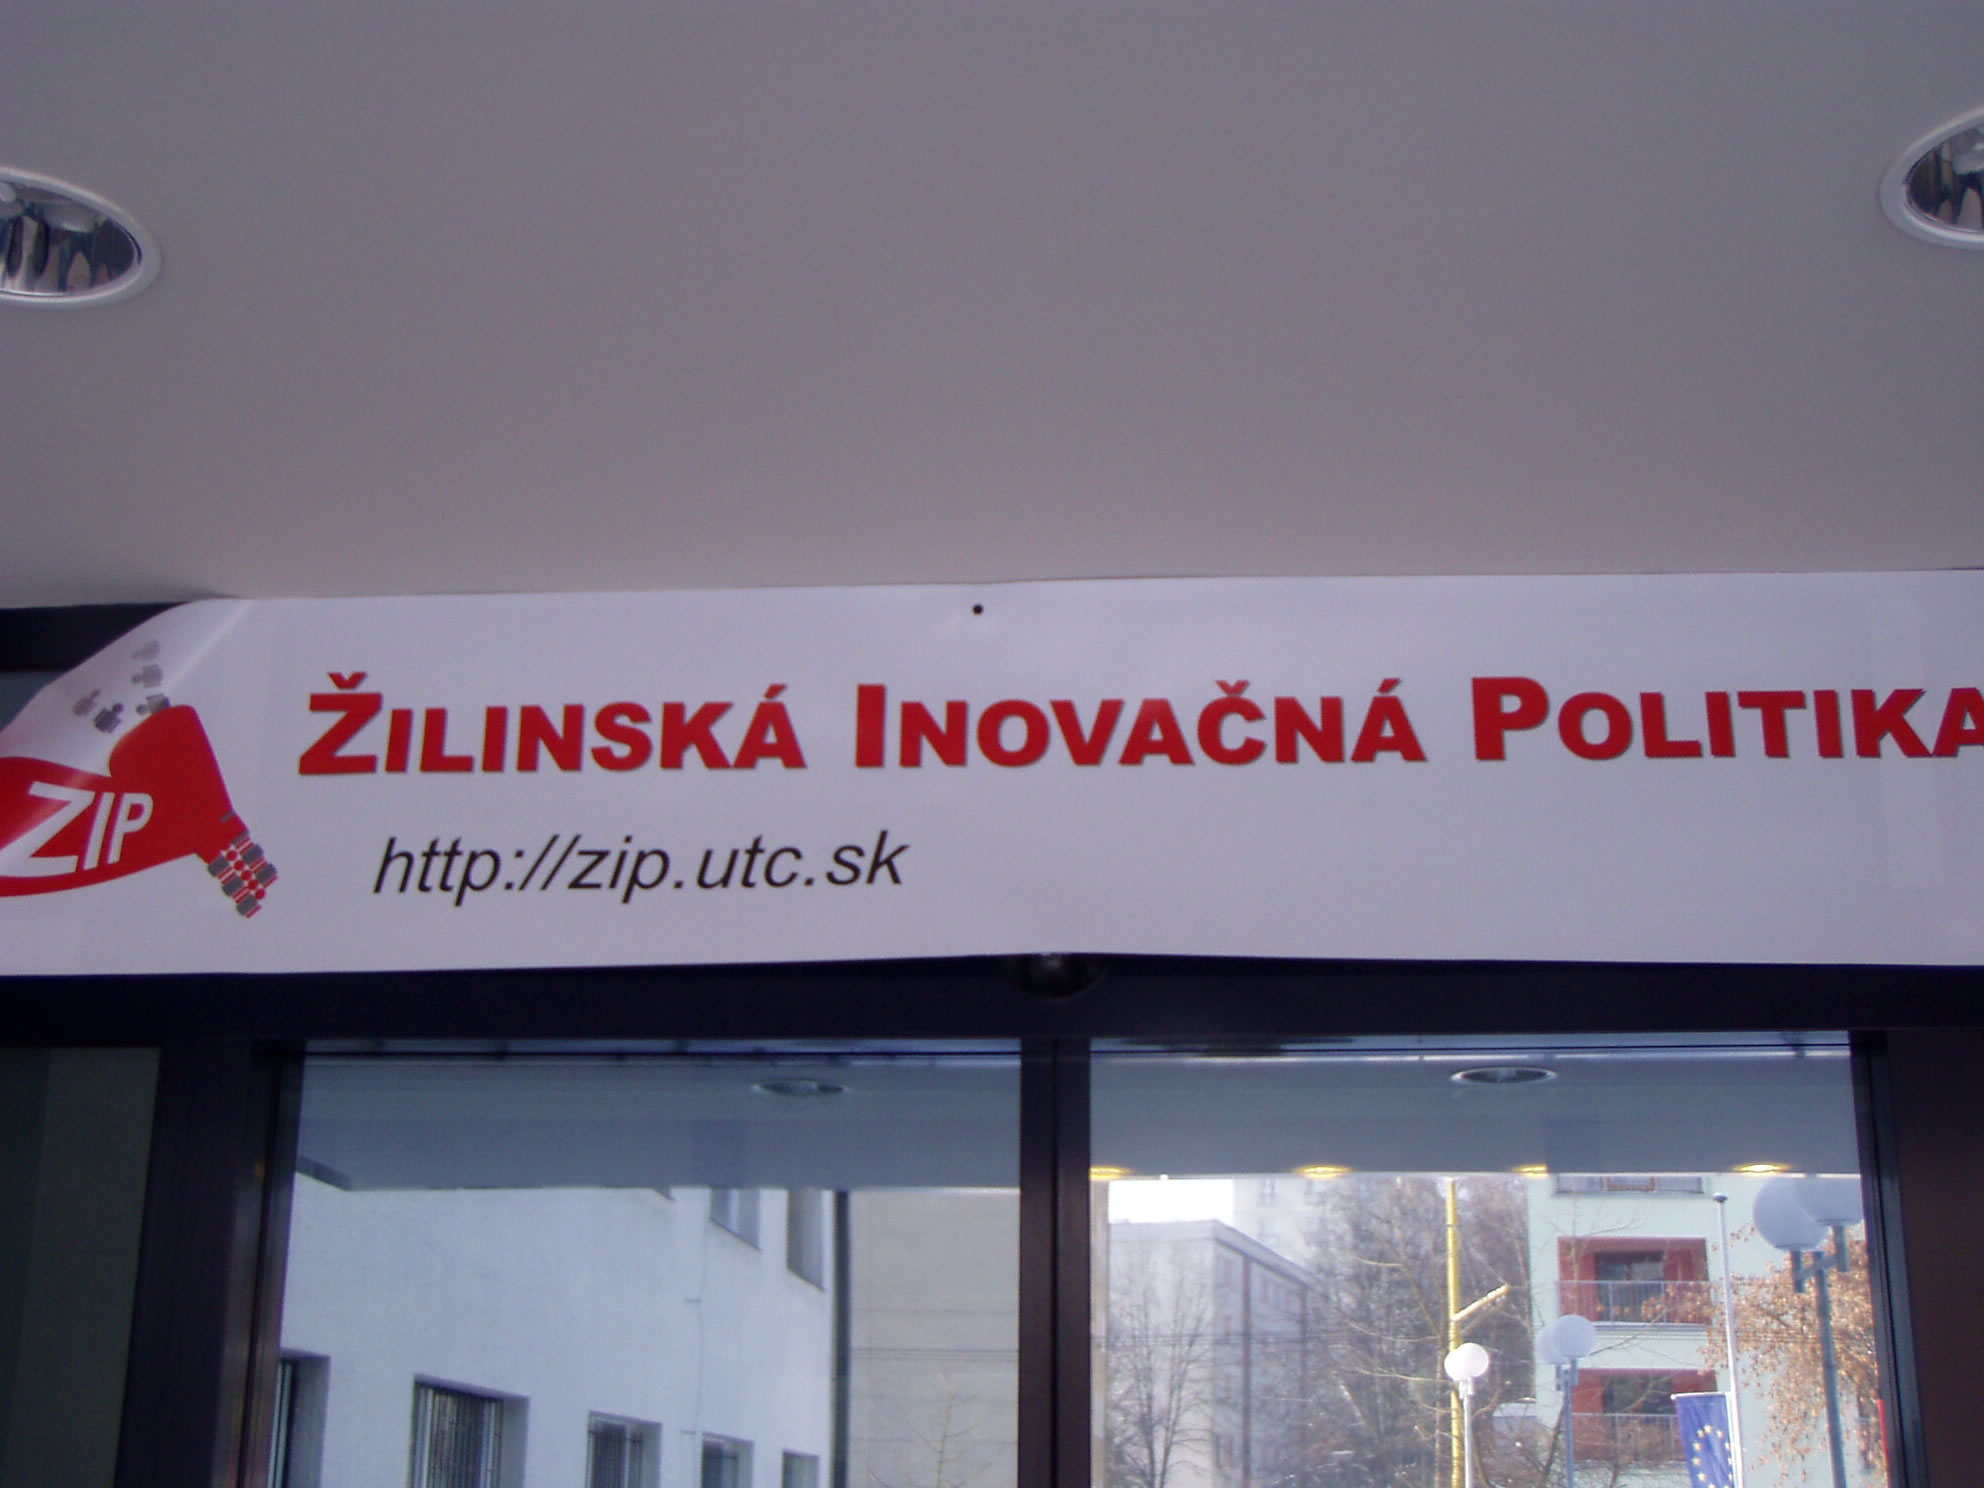 ZIP
ŽILINSKÁ INOVAČNÁ POLITIKA
http://zip.utc.sk